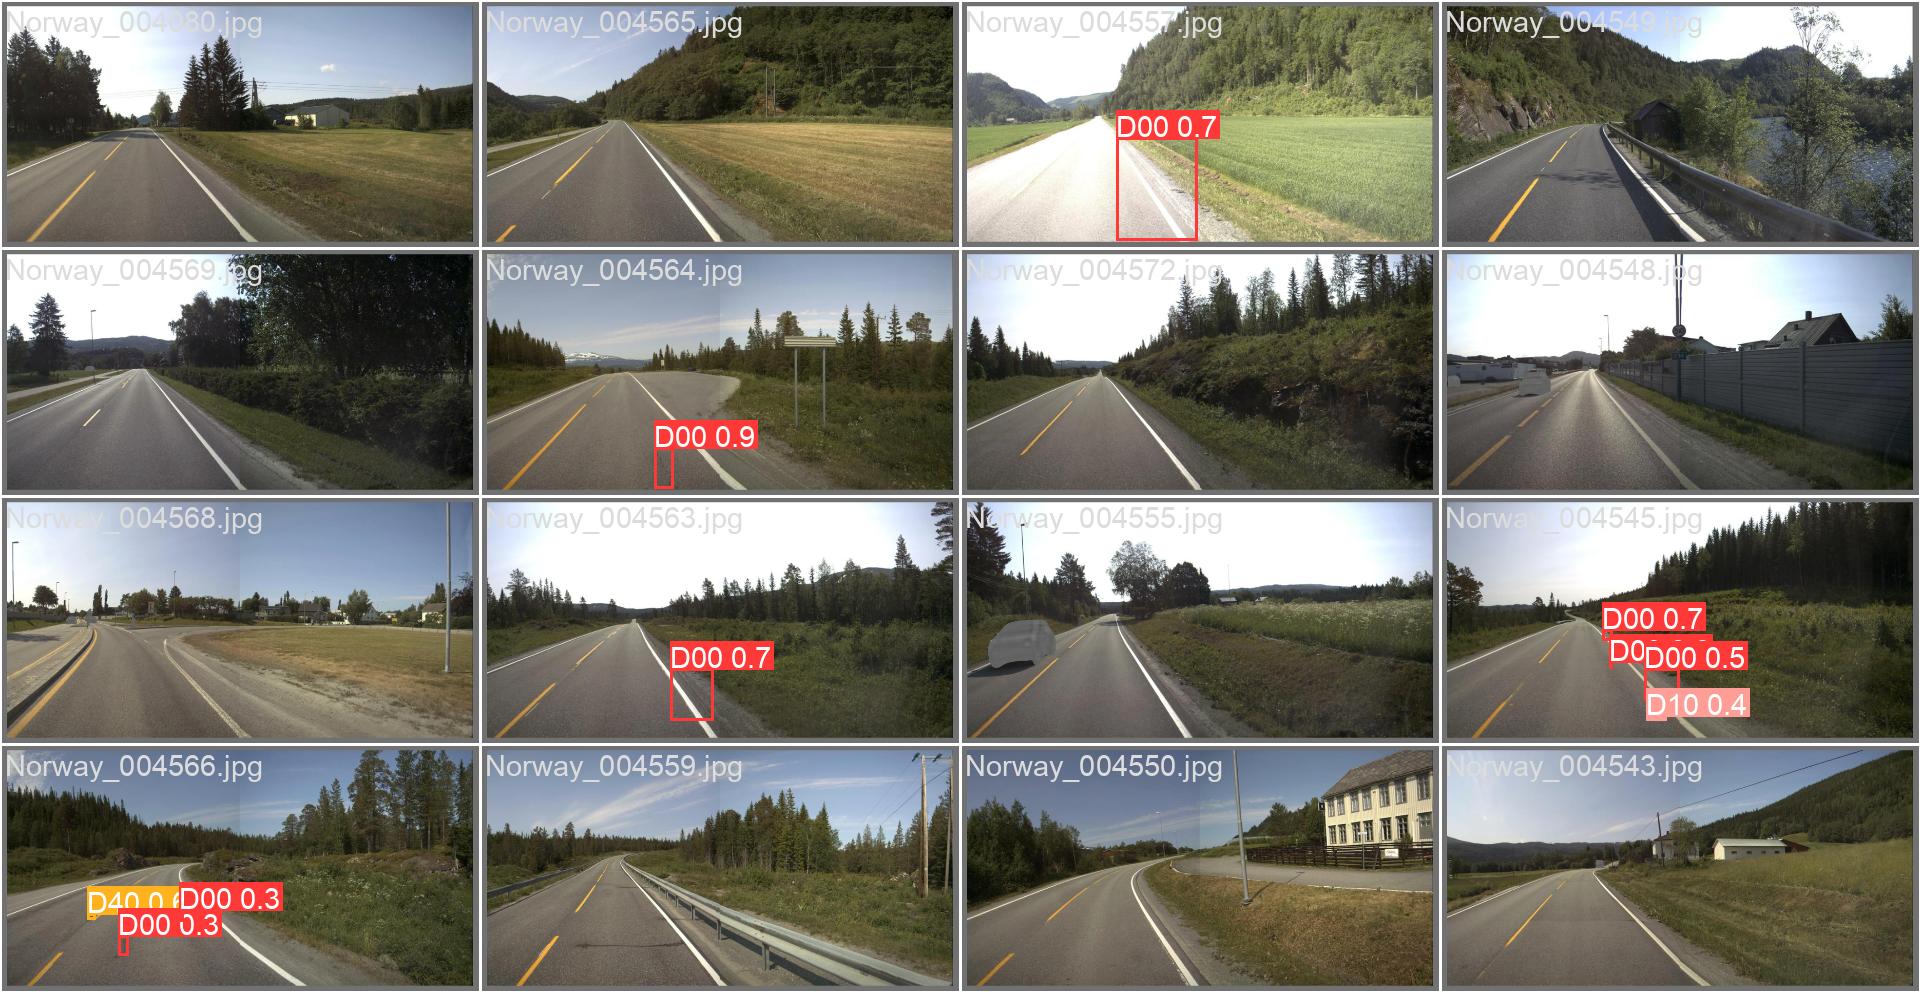 Norway_004080.jpg
Norway_004565.jpg
Norway_004557.jpg
D00 0.7
Norway_004549.jpg
Norway_004569.jpg
Norway_004564.jpg
D00 0.9
Norway_004572.jpg
Norway_004548.jpg
Norway_004568.jpg
Norway_004563.jpg
D00 0.7
Norway_004555.jpg
Norway_004545.jpg
D00 0.7
D00 0.5
D10 0.4
Norway_004566.jpg
D40
D00 0.3
D00 0.3
Norway_004559.jpg
Norway_004550.jpg
Norway_004543.jpg